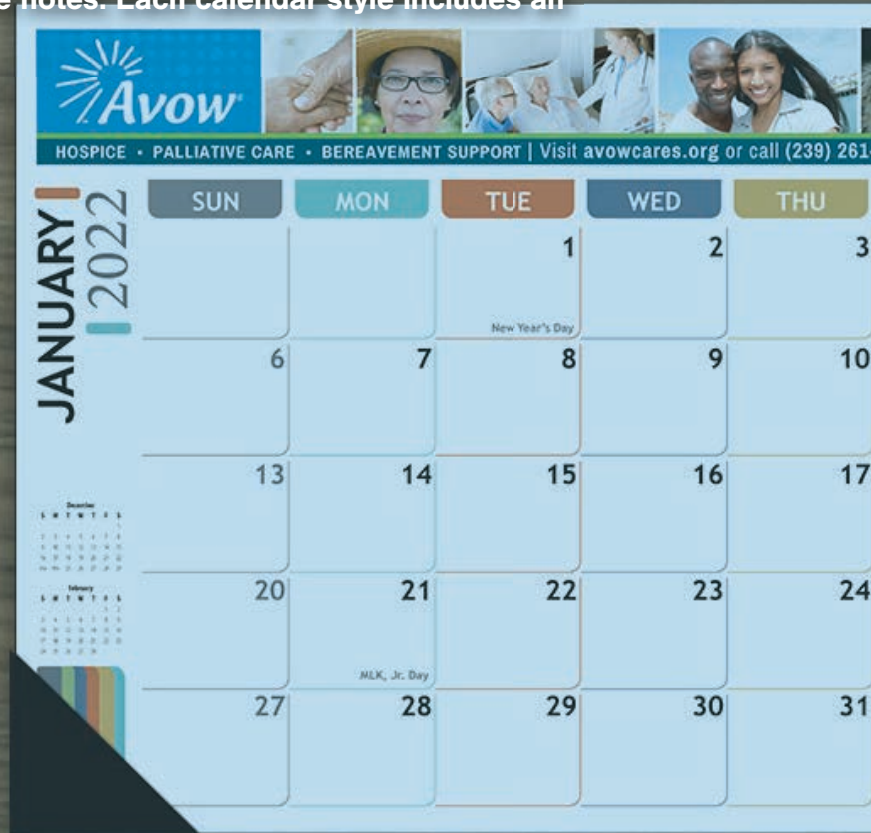 notes. Each calendar style includes an
Avow
HOSPICE • PALLIATIVE CARE • BEREAVEMENT SUPPORT | Visit avowcares.org or call (239) 261-
JANUARY
2022
SUN MON TUE WED THU
1 2 3
New Year's Day
6 7 8 9 10
13 14 15 16 17
December
S M T W T F S
20 21 22 23 24
February
S M T W T F S
MLK, Jr. Day
27 28 29 30 31